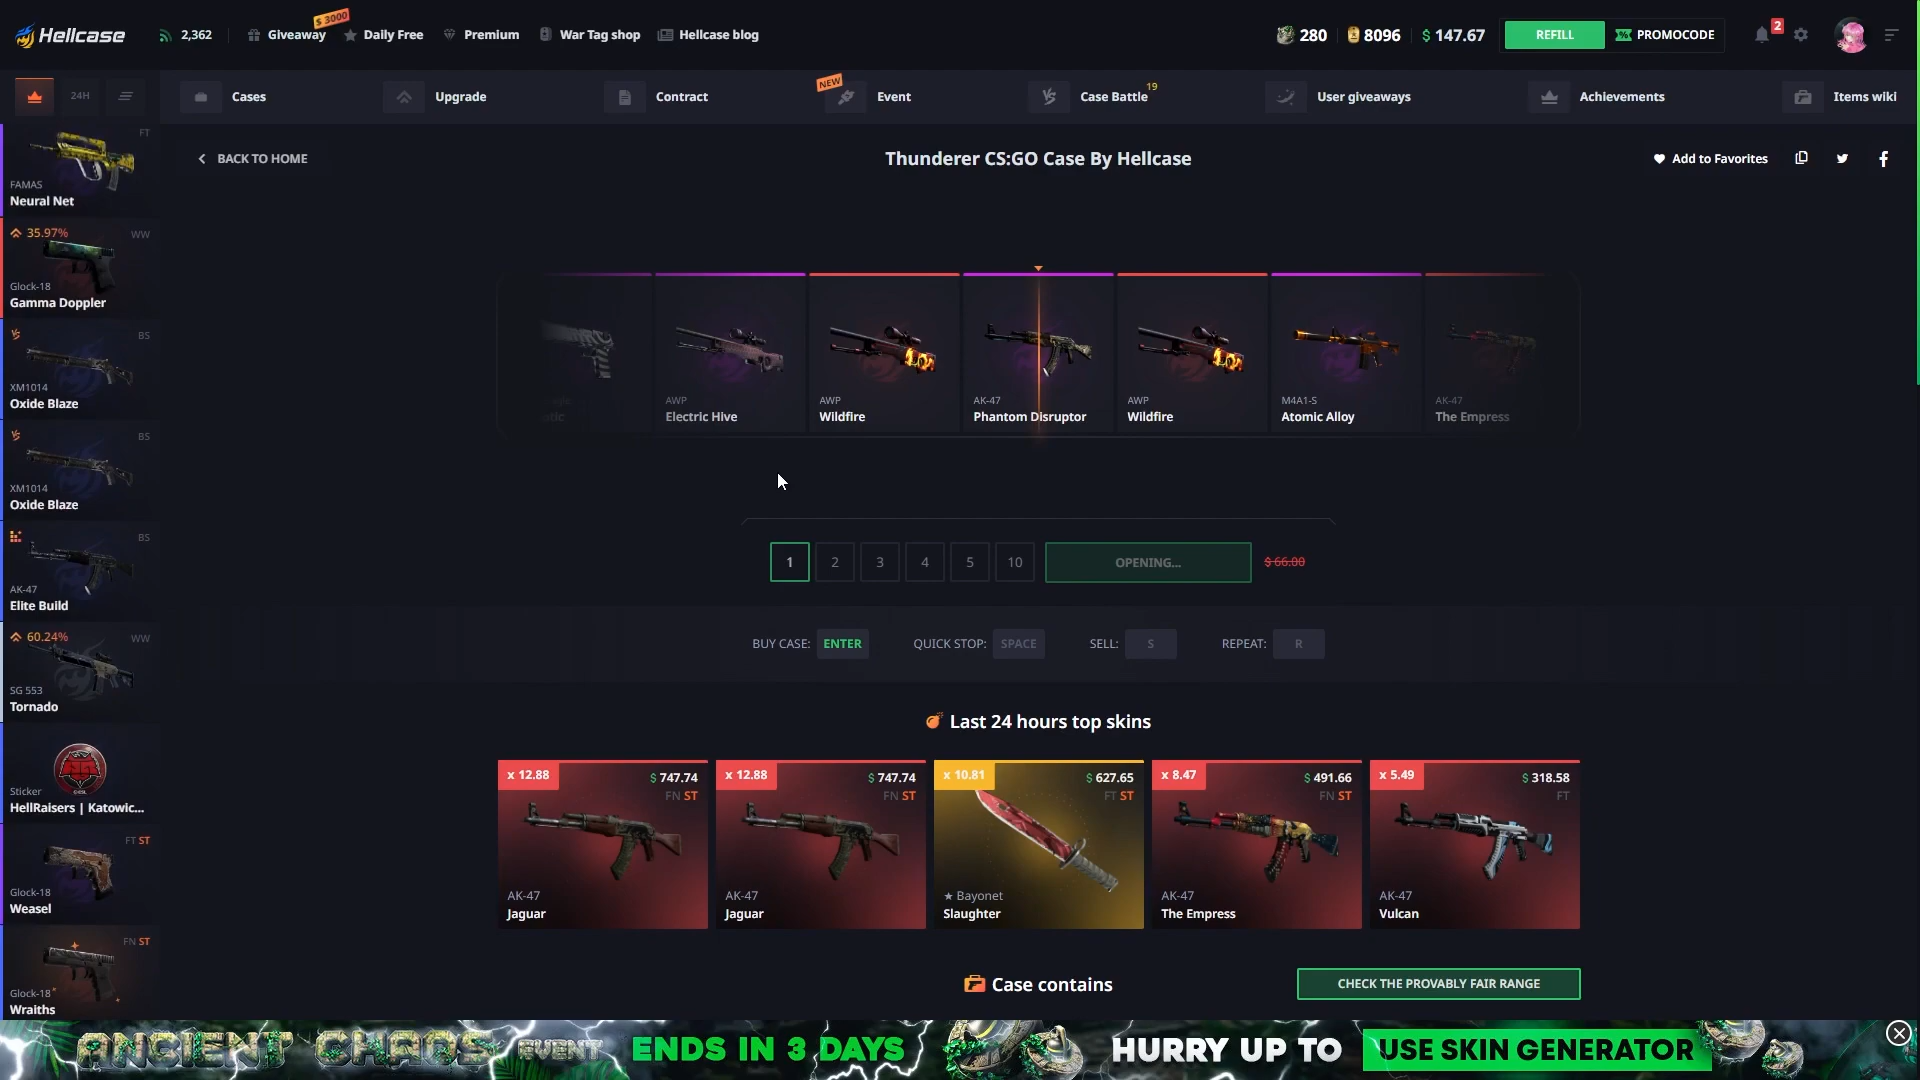 Hellcase
2,362
Giveaway
$ 3000
Daily Free
Premium
War Tag shop
Hellcase blog
280
8096
$ 147.67
REFILL
PROMOCODE
2
24H
Cases
Upgrade
Contract
NEW
Event
Case Battle
19
User giveaways
Achievements
Items wiki
BACK TO HOME
Thunderer CS:GO Case By Hellcase
Add to Favorites
FT
FAMAS
Neural Net
35.97%
WW
Glock-18
Gamma Doppler
BS
XM1014
Oxide Blaze
BS
XM1014
Oxide Blaze
BS
AK-47
Elite Build
60.24%
WW
SG 553
Tornado
Sticker
HellRaisers | Katowic...
FT ST
Glock-18
Weasel
FN ST
Glock-18
Wraiths
AWP
Electric Hive
AWP
Wildfire
AK-47
Phantom Disruptor
AWP
Wildfire
M4A1-S
Atomic Alloy
AK-47
The Empress
1
2
3
4
5
10
OPENING...
$ 66.00
BUY CASE: ENTER
QUICK STOP: SPACE
SELL: S
REPEAT: R
Last 24 hours top skins
x 12.88
$ 747.74
FN ST
AK-47
Jaguar
x 12.88
$ 747.74
FN ST
AK-47
Jaguar
x 10.81
$ 627.65
FT ST
★ Bayonet
Slaughter
x 8.47
$ 491.66
FN ST
AK-47
The Empress
x 5.49
$ 318.58
FT
AK-47
Vulcan
Case contains
CHECK THE PROVABLY FAIR RANGE
ANCIENT CHAOS EVENT
ENDS IN 3 DAYS
HURRY UP TO
USE SKIN GENERATOR